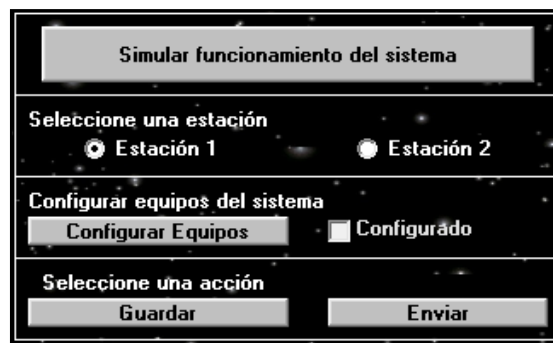 Simular funcionamiento del sistema
Seleccione una estación
Estación 1 Estación 2
Configurar equipos del sistema
Configurar Equipos Configurado
Seleccione una acción
Guardar Enviar